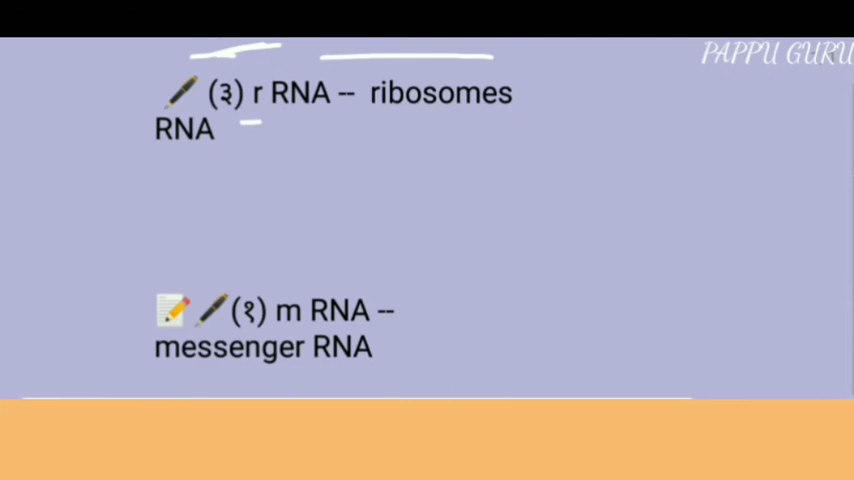 PAPPU GURU
(३) r RNA -- ribosomes
RNA
(१) m RNA --
messenger RNA